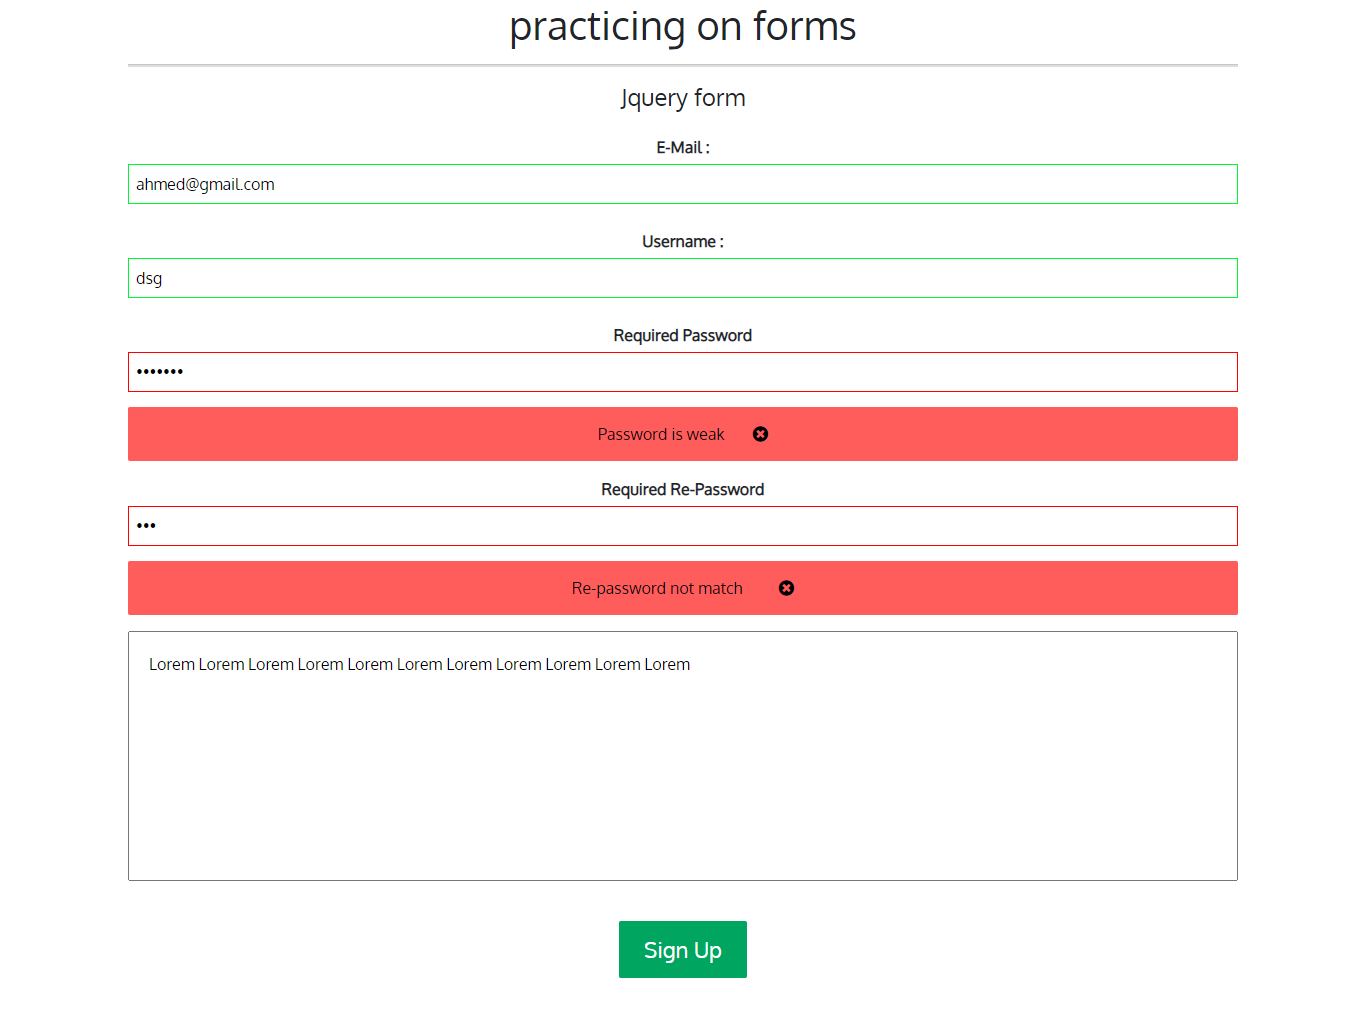 practicing on forms
Jquery form
E-Mail :
ahmed@gmail.com
Username :
dsg
Required Password
•••••••
Password is weak
Required Re-Password
•••
Re-password not match
Lorem Lorem Lorem Lorem Lorem Lorem Lorem Lorem Lorem Lorem Lorem
Sign Up